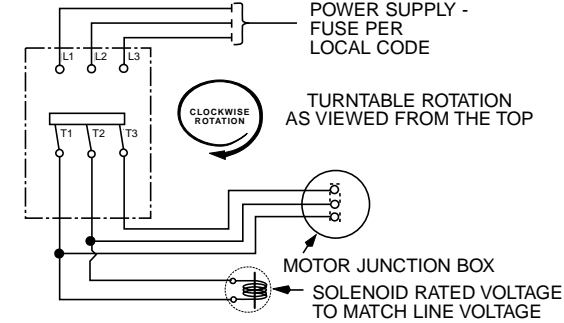 POWER SUPPLY -
FUSE PER
LOCAL CODE
L1 L2 L3
CLOCKWISE
ROTATION
TURNTABLE ROTATION
AS VIEWED FROM THE TOP
T1 T2 T3
MOTOR JUNCTION BOX
SOLENOID RATED VOLTAGE
TO MATCH LINE VOLTAGE